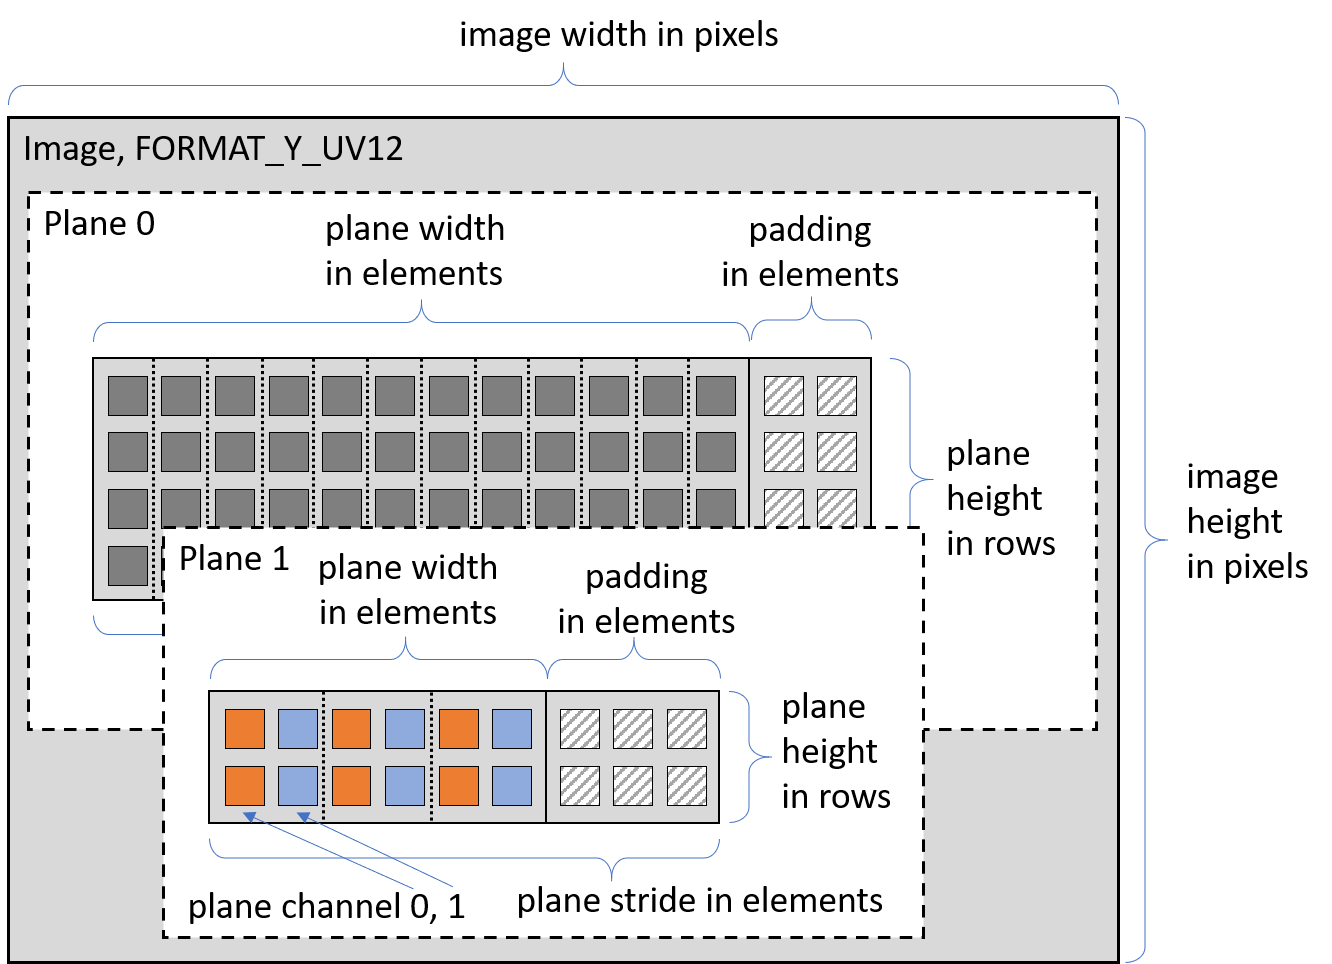 image width in pixels
Image, FORMAT_Y_UV12
Plane 0
plane width
in elements
padding
in elements
plane
height
in rows
image
height
in pixels
Plane 1
plane width
in elements
padding
in elements
plane
height
in rows
plane channel 0, 1
plane stride in elements